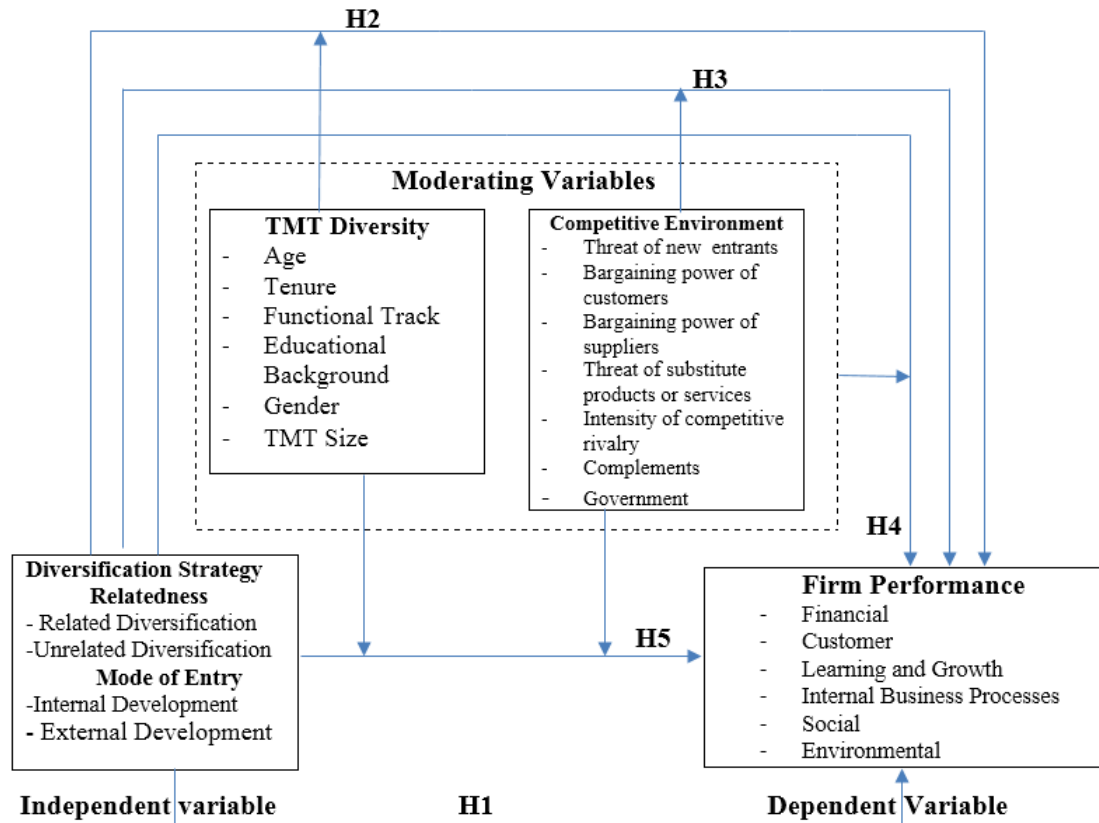 H2
H3
Moderating Variables
TMT Diversity
- Age
- Tenure
- Functional Track
- Educational
Background
- Gender
- TMT Size
Competitive Environment
- Threat of new entrants
- Bargaining power of
customers
- Bargaining power of
suppliers
- Threat of substitute
products or services
- Intensity of competitive
rivalry
- Complements
- Government
H4
Diversification Strategy
Relatedness
- Related Diversification
-Unrelated Diversification
Mode of Entry
-Internal Development
- External Development
H5
Firm Performance
- Financial
- Customer
- Learning and Growth
- Internal Business Processes
- Social
- Environmental
Independent variable
H1
Dependent Variable